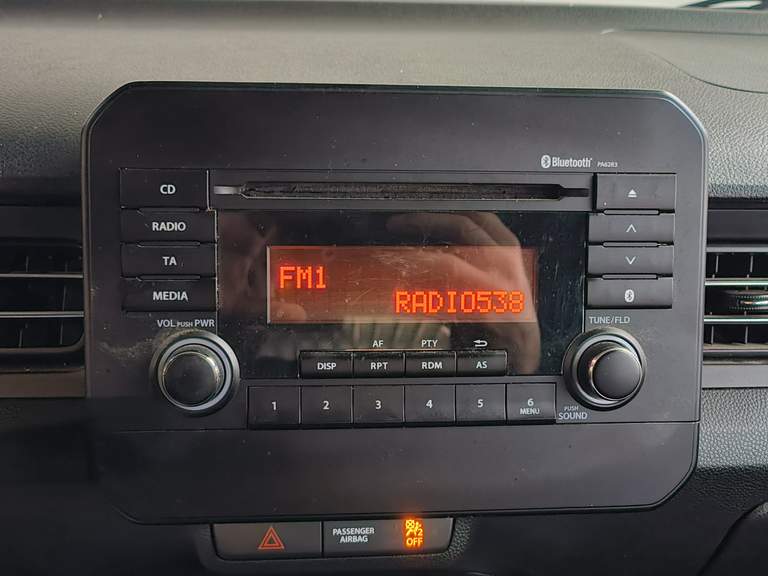 Bluetooth® PA6283
CD
RADIO
TA
MEDIA
FM1
RADIO538
VOL PUSH PWR
TUNE/FLD
AF PTY
DISP RPT RDM AS
1 2 3 4 5 6
MENU
PUSH
SOUND
PASSENGER
AIRBAG
2
OFF